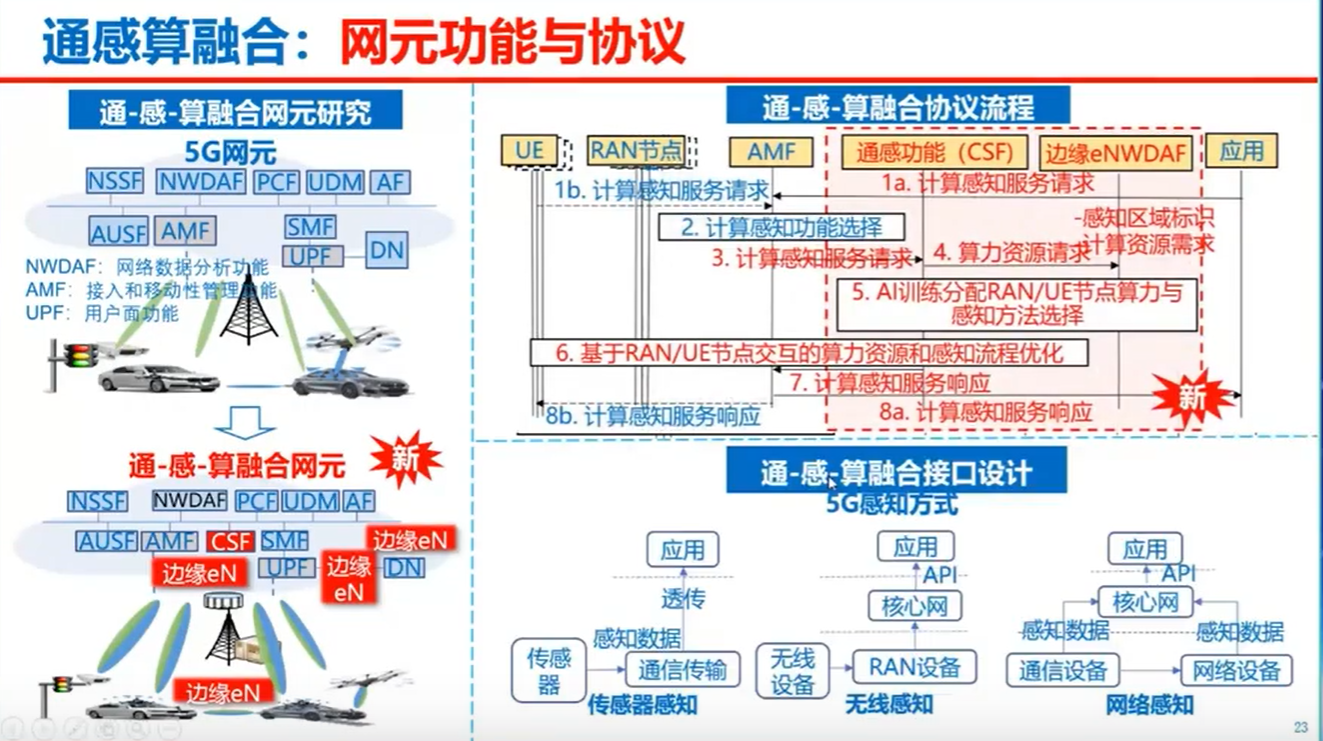 通感算融合：网元功能与协议
通-感-算融合网元研究
5G网元
NSSF NWDAF PCF UDM AF
AUSF AMF SMF
UPF DN
NWDAF：网络数据分析功能
AMF：接入和移动性管理功能
UPF：用户面功能
通-感-算融合网元
新
NSSF NWDAF PCF UDM AF
AUSF AMF CSF SMF 边缘eN
边缘eN UPF 边缘 DN
eN
边缘eN
通-感-算融合协议流程
UE RAN节点 AMF 通感功能（CSF） 边缘eNWDAF 应用
1b. 计算感知服务请求 1a. 计算感知服务请求
-感知区域标识
2. 计算感知功能选择
-计算资源需求
3. 计算感知服务请求 4. 算力资源请求
5. AI训练分配RAN/UE节点算力与
感知方法选择
6. 基于RAN/UE节点交互的算力资源和感知流程优化
7. 计算感知服务响应
新
8b. 计算感知服务响应 8a. 计算感知服务响应
通-感-算融合接口设计
5G感知方式
应用
透传
感知数据
传感
器
通信传输
传感器感知
应用
API
核心网
无线
设备
RAN设备
无线感知
应用
API
核心网
感知数据 感知数据
通信设备 网络设备
网络感知
23